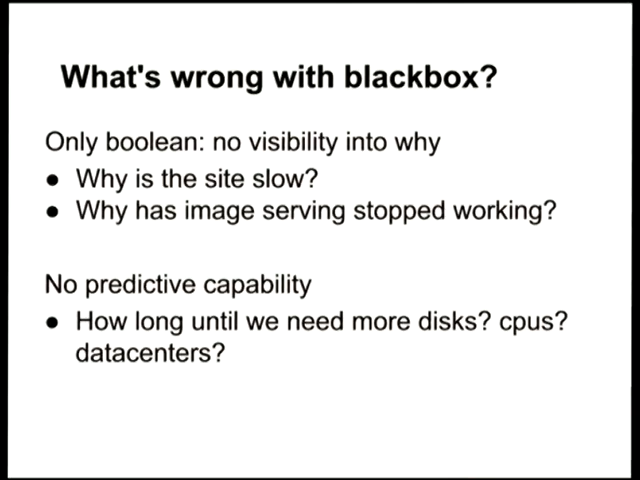 What's wrong with blackbox?
Only boolean: no visibility into why
● Why is the site slow?
● Why has image serving stopped working?
No predictive capability
● How long until we need more disks? cpus?
datacenters?